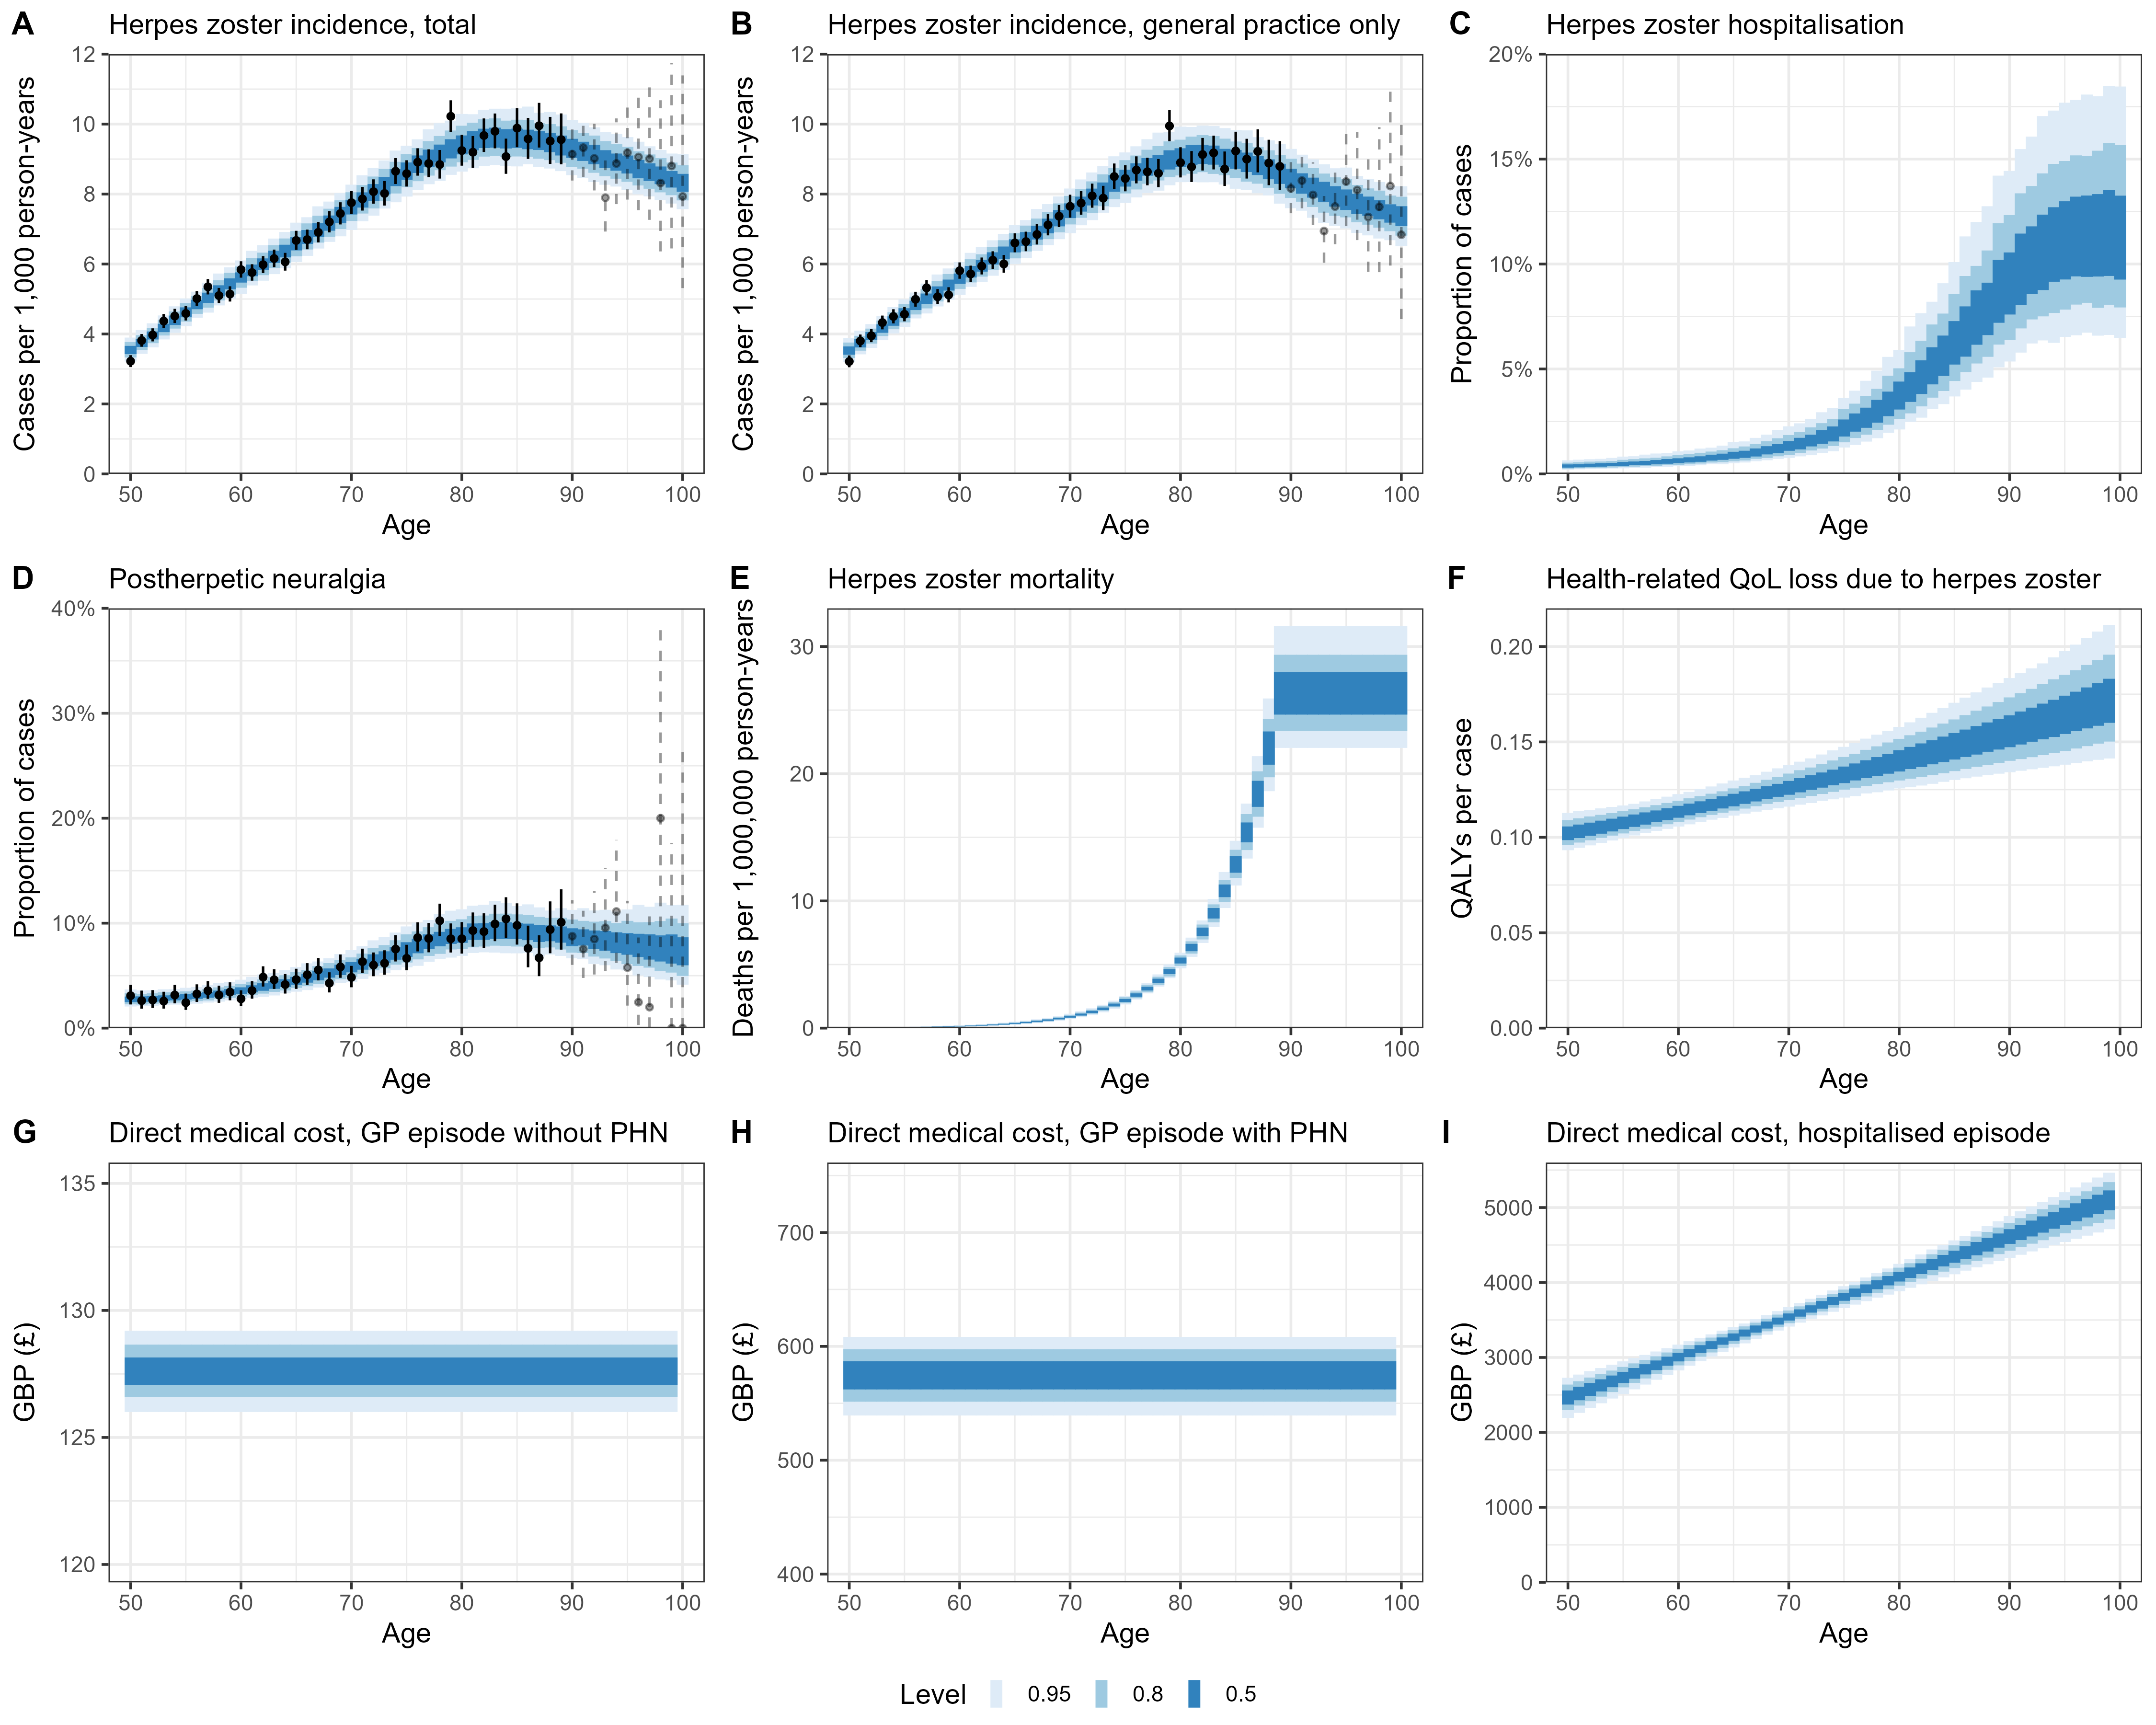 A Herpes zoster incidence, total
12
10
8
6
4
2
0
Cases per 1,000 person-years
50 60 70 80 90 100
Age
B Herpes zoster incidence, general practice only
12
10
8
6
4
2
0
Cases per 1,000 person-years
50 60 70 80 90 100
Age
C Herpes zoster hospitalisation
20%
15%
10%
5%
0%
Proportion of cases
50 60 70 80 90 100
Age
D Postherpetic neuralgia
40%
30%
20%
10%
0%
Proportion of cases
50 60 70 80 90 100
Age
E Herpes zoster mortality
30
20
10
0
Deaths per 1,000,000 person-years
50 60 70 80 90 100
Age
F Health-related QoL loss due to herpes zoster
0.20
0.15
0.10
0.05
0.00
QALYs per case
50 60 70 80 90 100
Age
G Direct medical cost, GP episode without PHN
135
130
125
120
GBP (£)
50 60 70 80 90 100
Age
H Direct medical cost, GP episode with PHN
700
600
500
400
GBP (£)
50 60 70 80 90 100
Age
I Direct medical cost, hospitalised episode
5000
4000
3000
2000
1000
0
GBP (£)
50 60 70 80 90 100
Age
Level 0.95 0.8 0.5